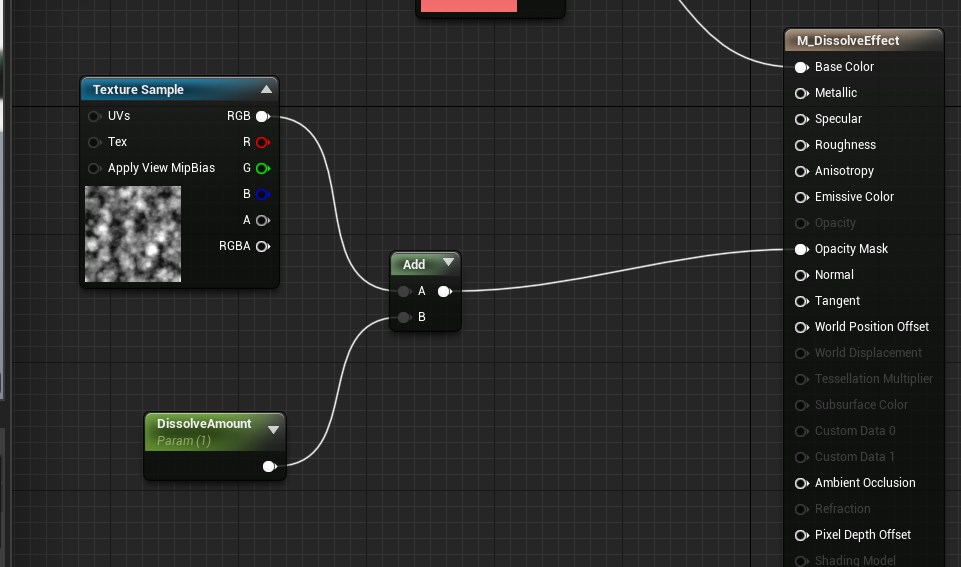 M_DissolveEffect
Base Color
Metallic
Specular
Roughness
Anisotropy
Emissive Color
Opacity
Opacity Mask
Normal
Tangent
World Position Offset
World Displacement
Tessellation Multiplier
Subsurface Color
Custom Data 0
Custom Data 1
Ambient Occlusion
Refraction
Pixel Depth Offset
Shading Model
Texture Sample
UVs RGB
Tex R
Apply View MipBias G
B
A
RGBA
Add
A
B
DissolveAmount
Param (1)